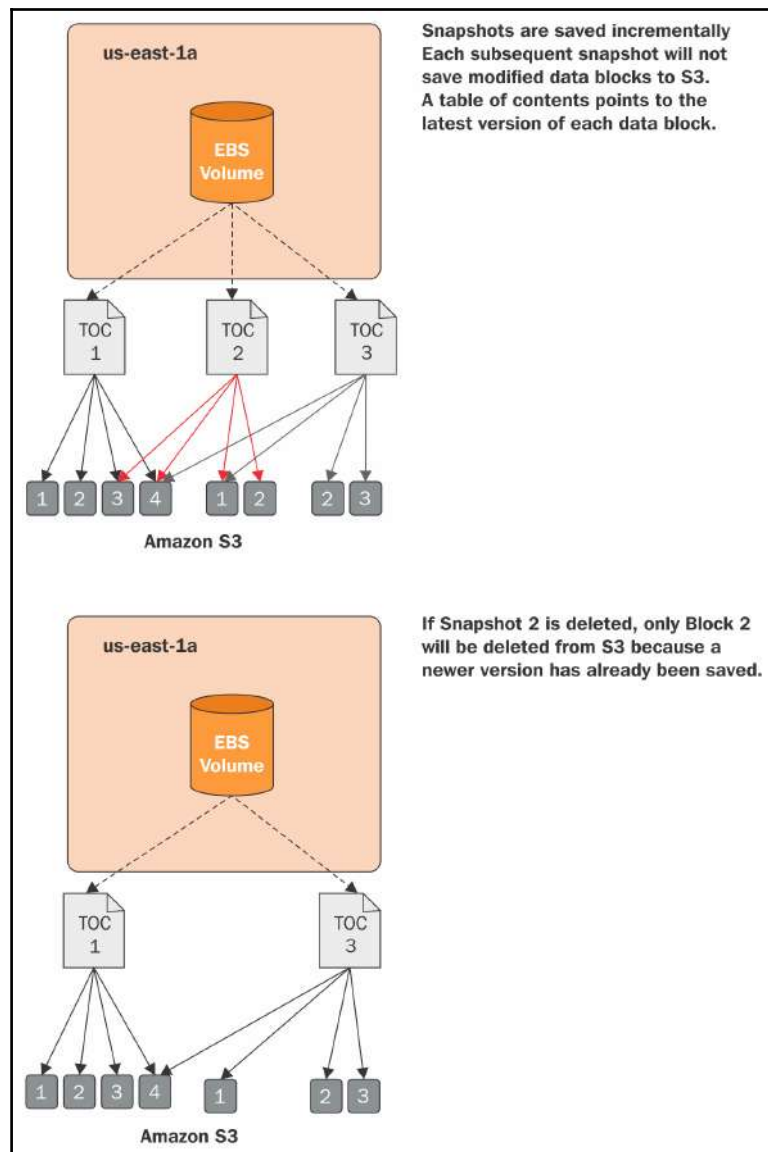 us-east-1a
Snapshots are saved incrementally
Each subsequent snapshot will not
save modified data blocks to S3.
A table of contents points to the
latest version of each data block.
EBS
Volume
TOC
1
TOC
2
TOC
3
1 2 3 4 1 2 2 3
Amazon S3
us-east-1a
If Snapshot 2 is deleted, only Block 2
will be deleted from S3 because a
newer version has already been saved.
EBS
Volume
TOC
1
TOC
3
1 2 3 4 1 2 3
Amazon S3